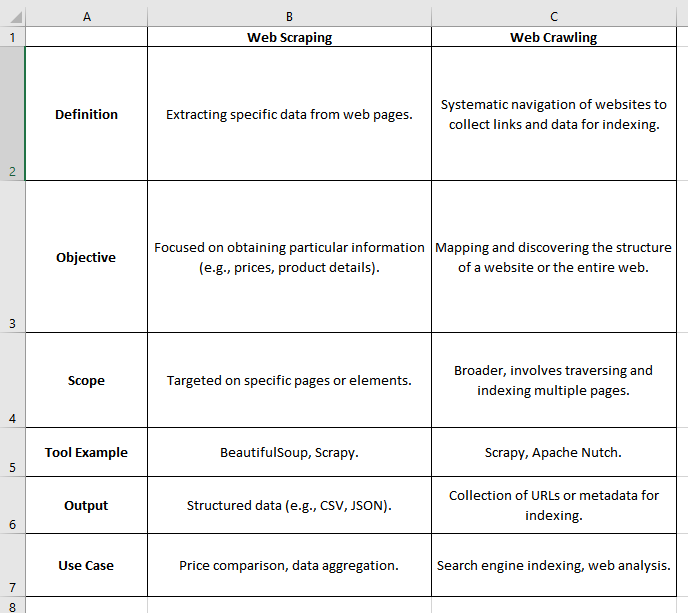 A B C
1 Web Scraping Web Crawling
2 Definition Extracting specific data from web pages. Systematic navigation of websites to
collect links and data for indexing.
3 Objective Focused on obtaining particular information Mapping and discovering the structure
(e.g., prices, product details). of a website or the entire web.
4 Scope Targeted on specific pages or elements. Broader, involves traversing and
indexing multiple pages.
5 Tool Example BeautifulSoup, Scrapy. Scrapy, Apache Nutch.
6 Output Structured data (e.g., CSV, JSON). Collection of URLs or metadata for
indexing.
7 Use Case Price comparison, data aggregation. Search engine indexing, web analysis.
8